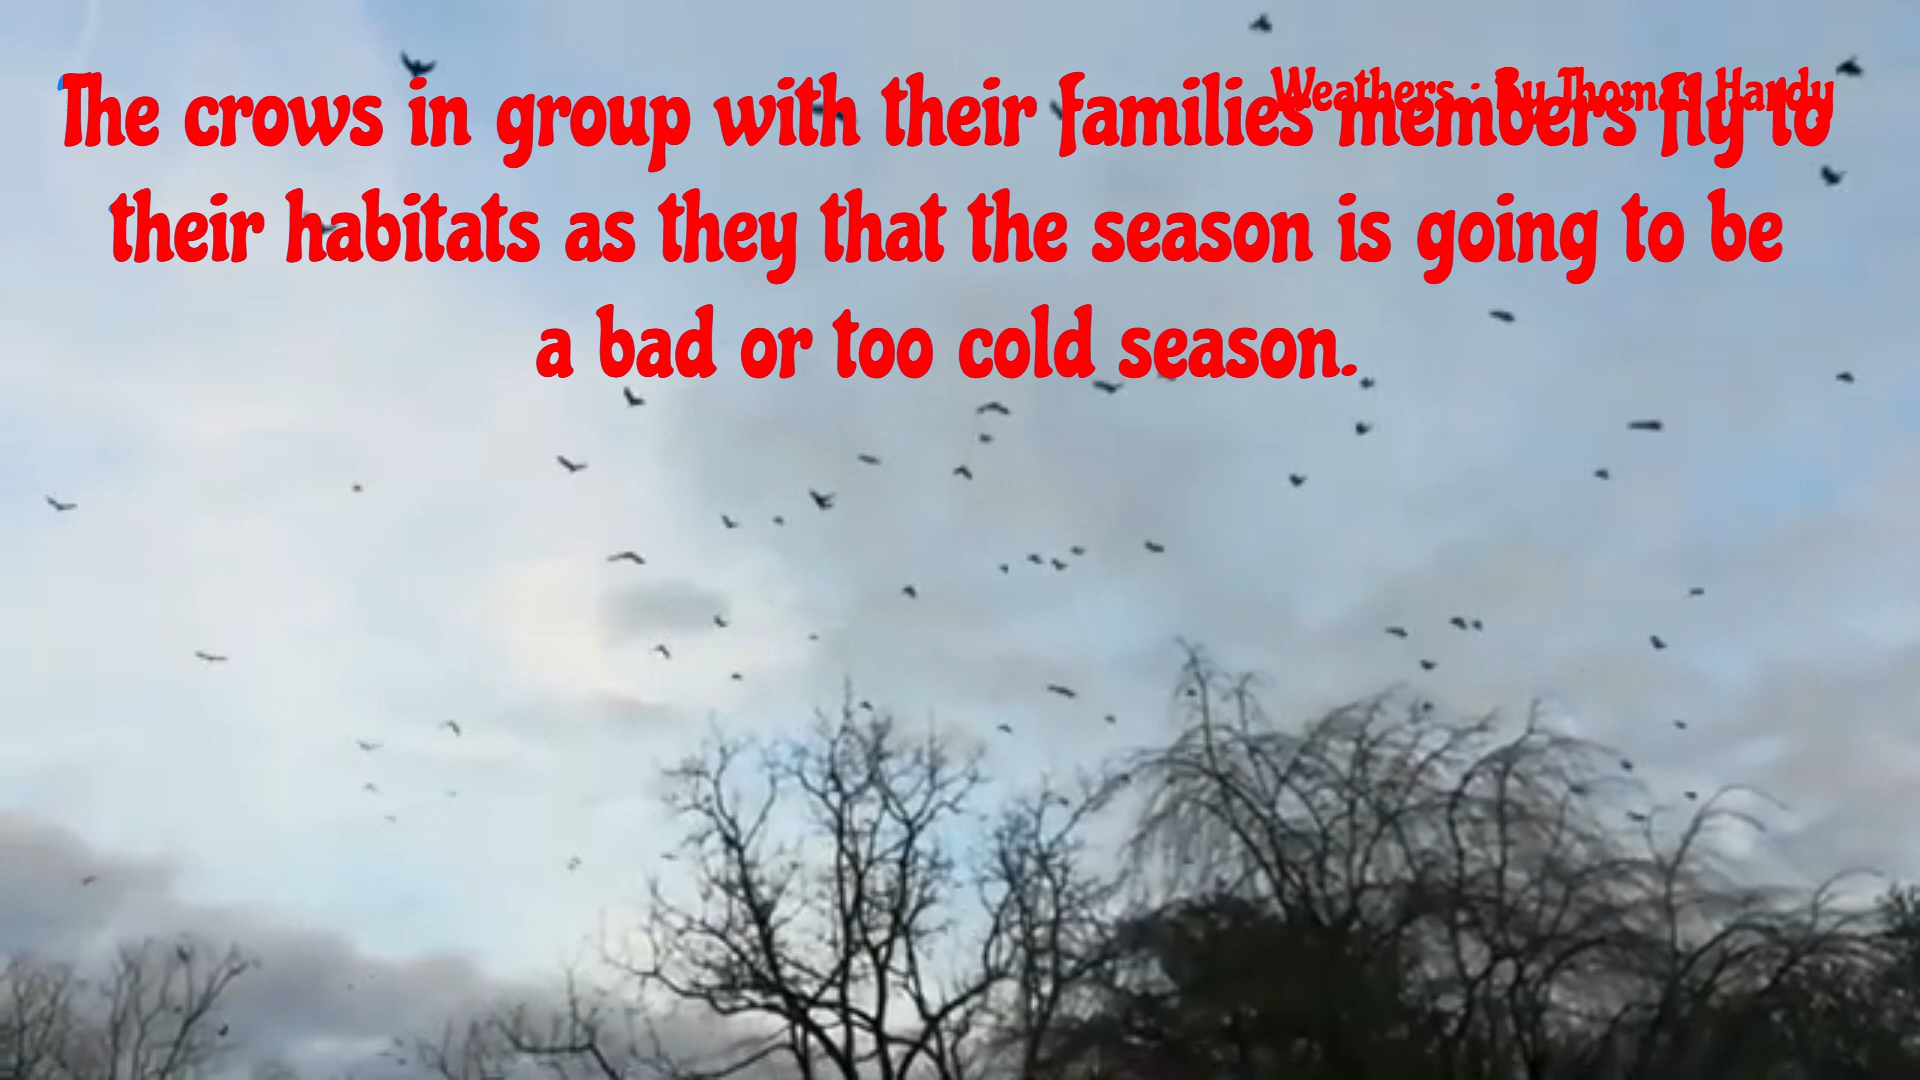 Weathers - By Thomas Hardy
The crows in group with their families members fly to
their habitats as they that the season is going to be
a bad or too cold season.